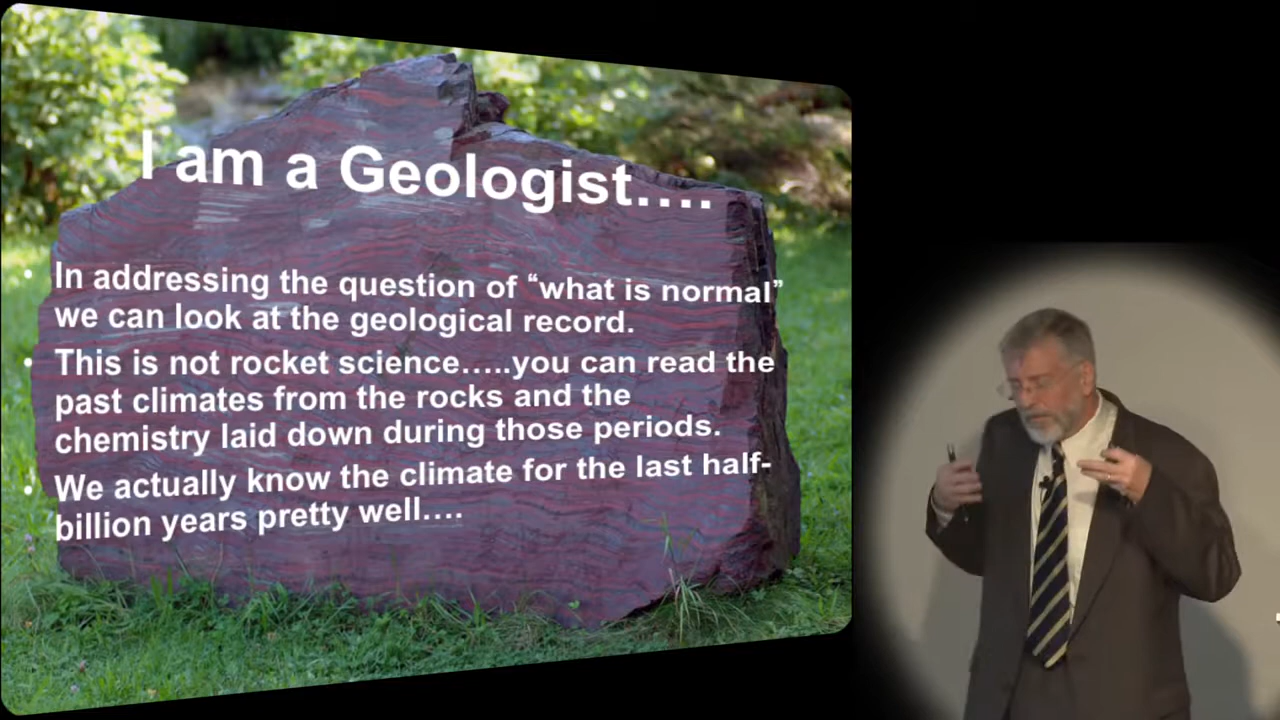 I am a Geologist....
• In addressing the question of “what is normal”
we can look at the geological record.
• This is not rocket science.....you can read the
past climates from the rocks and the
chemistry laid down during those periods.
• We actually know the climate for the last half-
billion years pretty well....